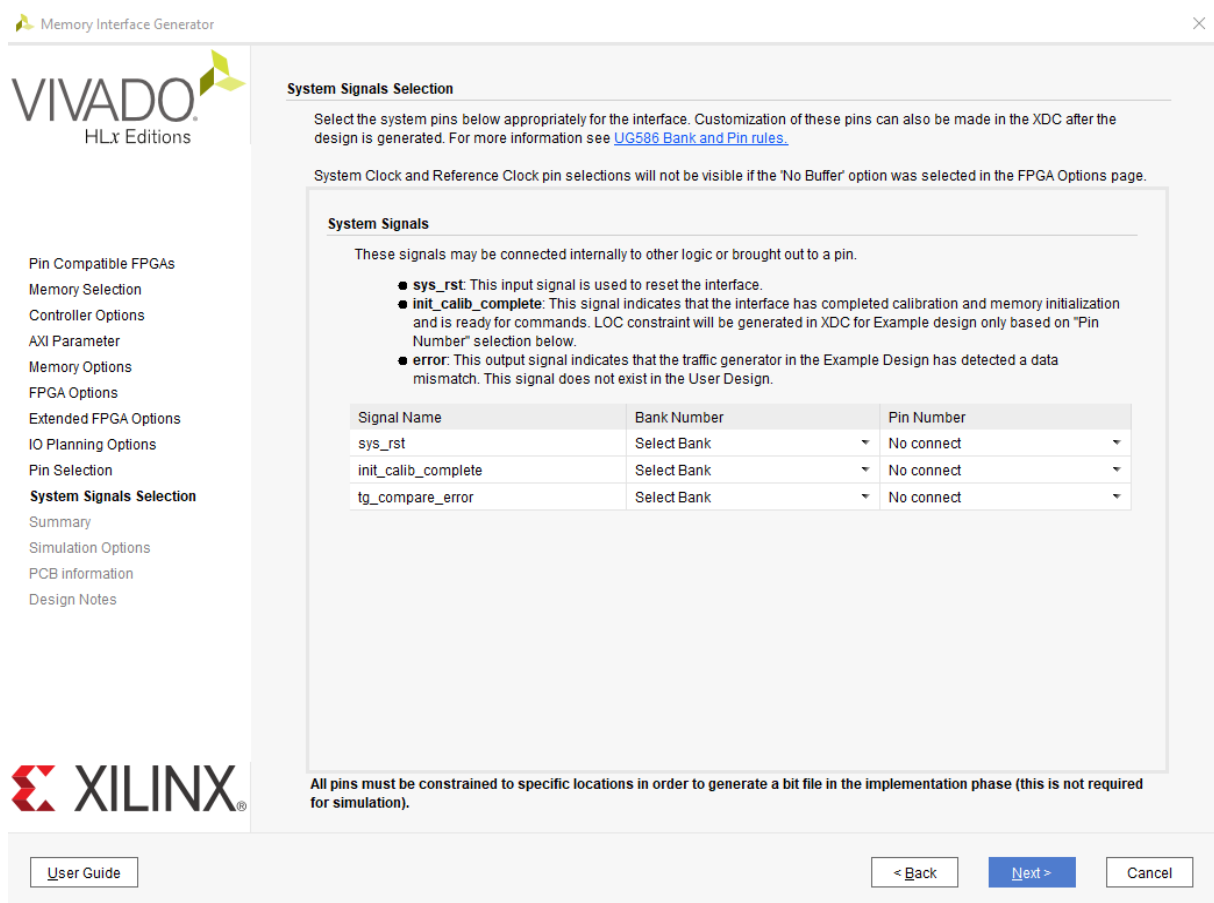 Memory Interface Generator
VIVADO.
HLx Editions
Pin Compatible FPGAs
Memory Selection
Controller Options
AXI Parameter
Memory Options
FPGA Options
Extended FPGA Options
IO Planning Options
Pin Selection
System Signals Selection
Summary
Simulation Options
PCB information
Design Notes
XILINX®
System Signals Selection
Select the system pins below appropriately for the interface. Customization of these pins can also be made in the XDC after the
design is generated. For more information see UG586 Bank and Pin rules.
System Clock and Reference Clock pin selections will not be visible if the 'No Buffer' option was selected in the FPGA Options page.
System Signals
These signals may be connected internally to other logic or brought out to a pin.
● sys_rst: This input signal is used to reset the interface.
● init_calib_complete: This signal indicates that the interface has completed calibration and memory initialization
and is ready for commands. LOC constraint will be generated in XDC for Example design only based on "Pin
Number" selection below.
● error: This output signal indicates that the traffic generator in the Example Design has detected a data
mismatch. This signal does not exist in the User Design.
Signal Name Bank Number Pin Number
sys_rst Select Bank No connect
init_calib_complete Select Bank No connect
tg_compare_error Select Bank No connect
All pins must be constrained to specific locations in order to generate a bit file in the implementation phase (this is not required
for simulation).
User Guide < Back Next > Cancel